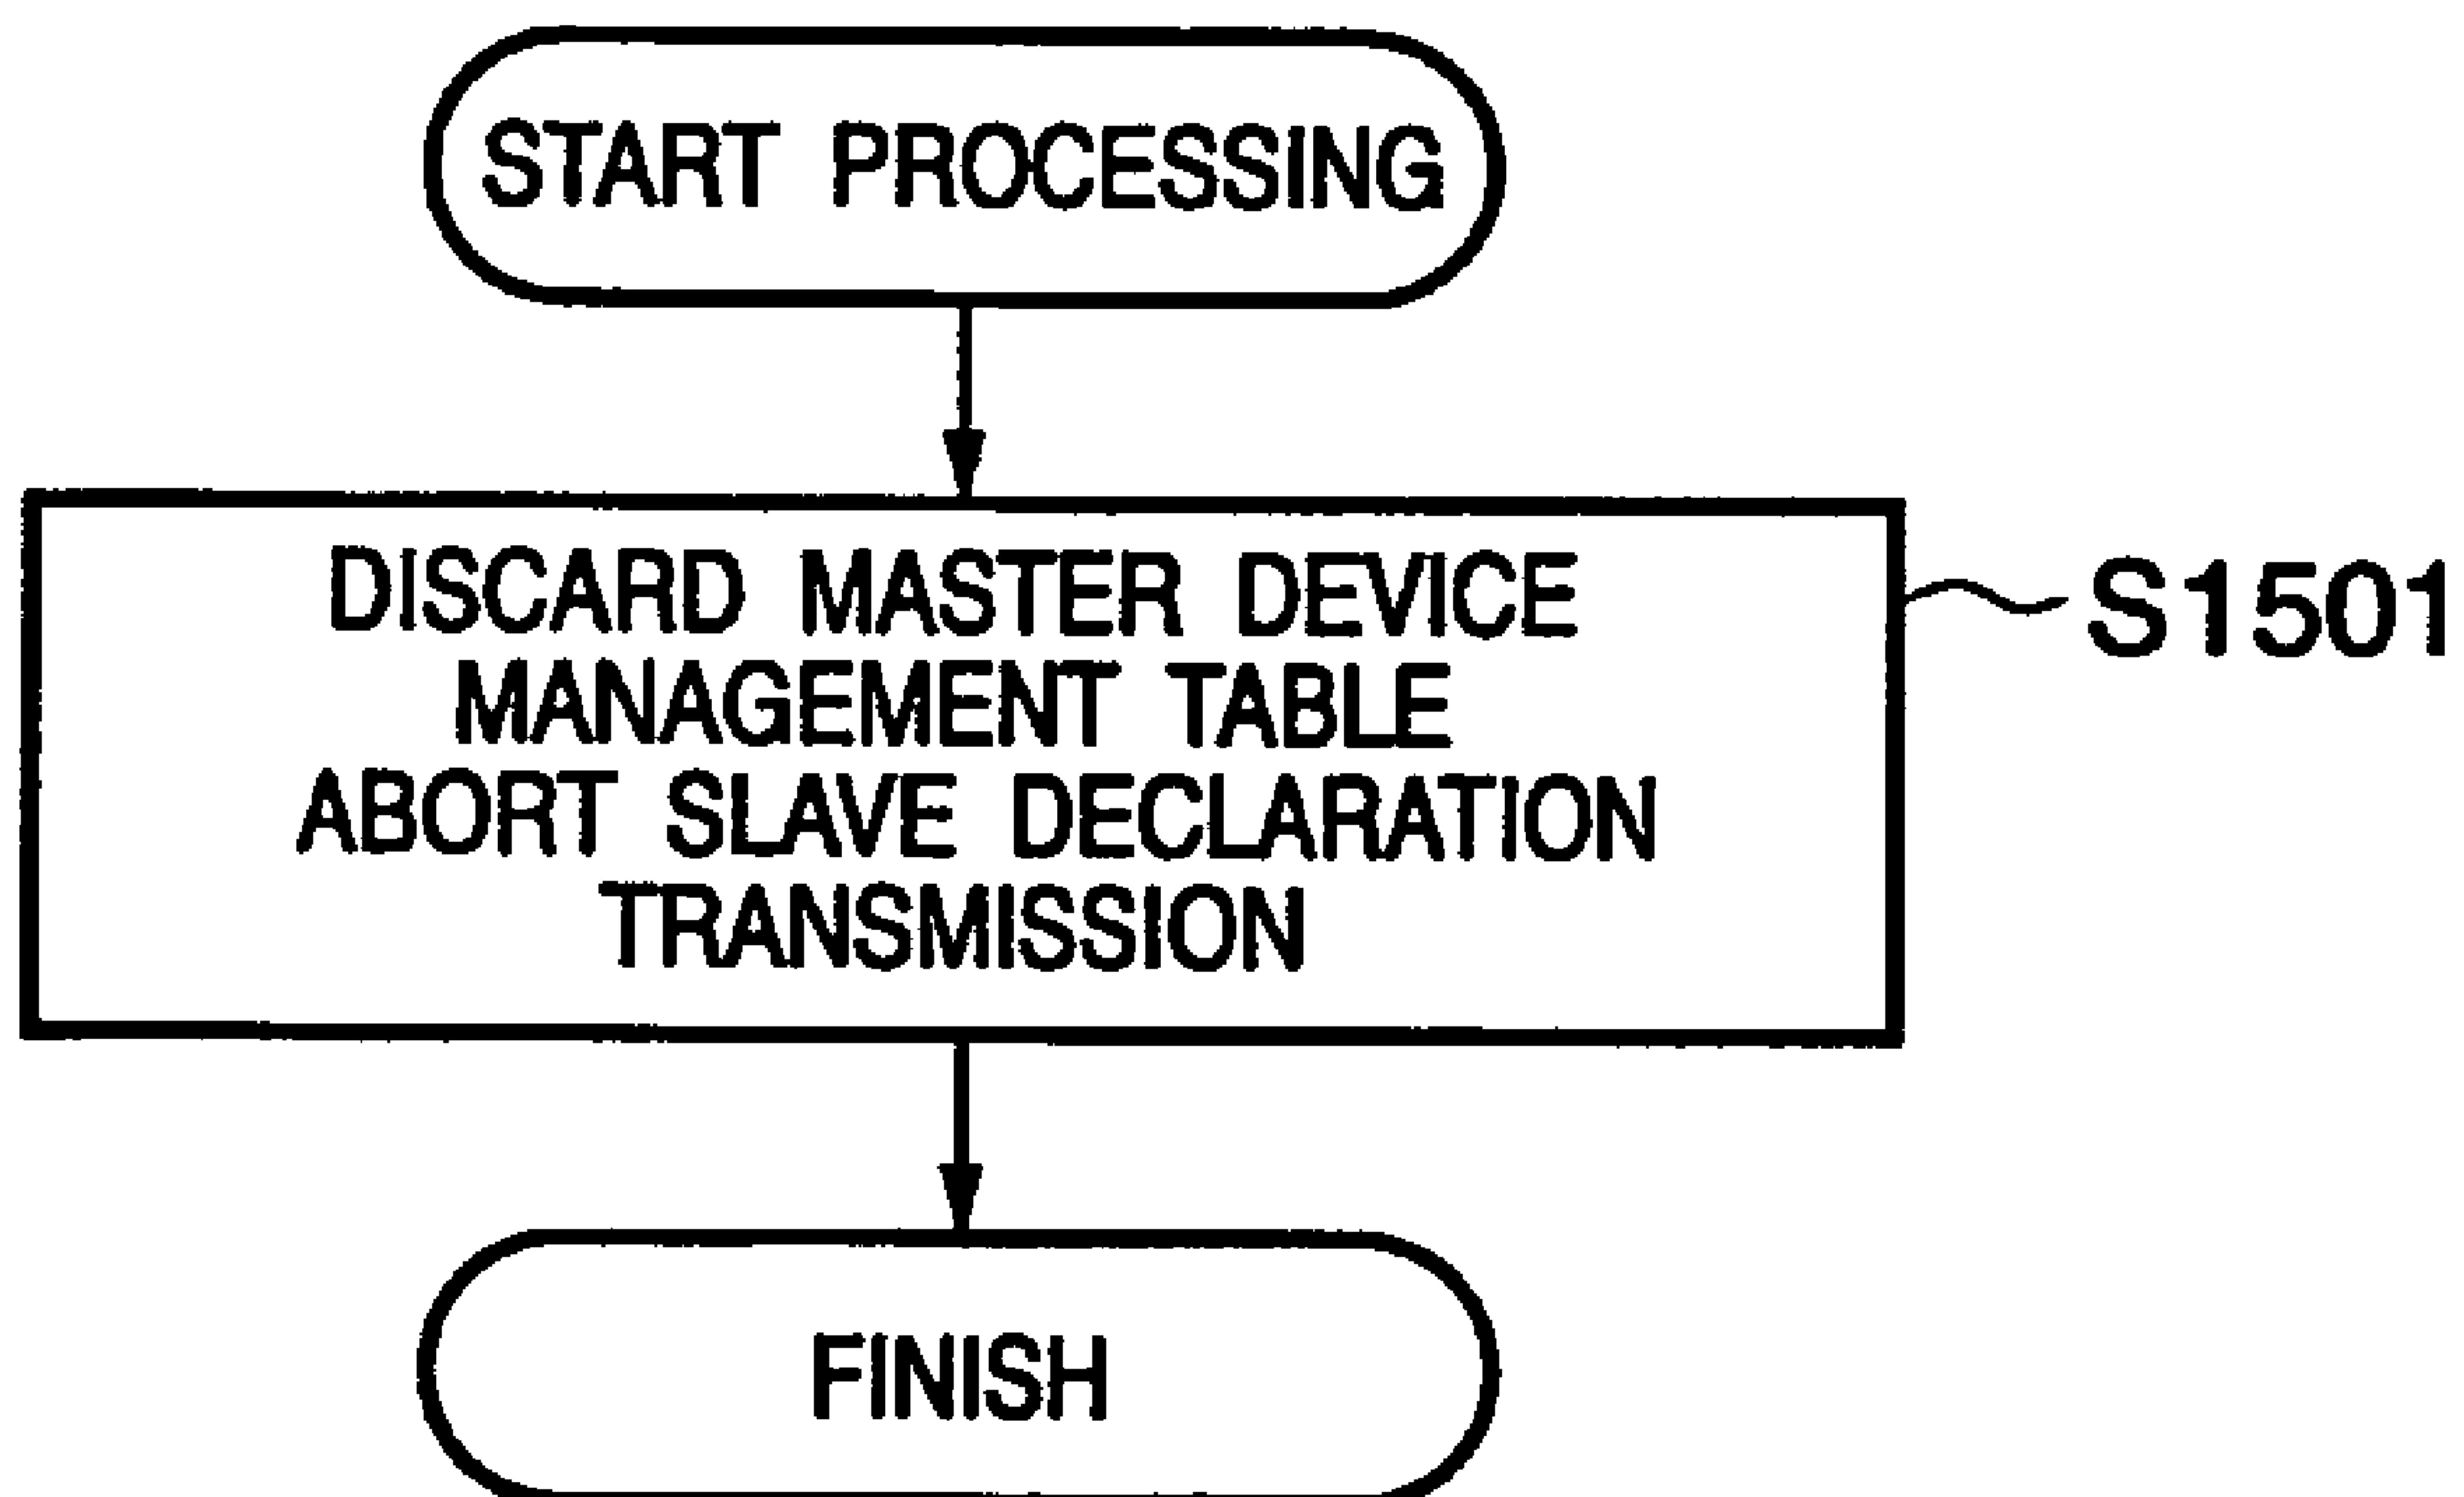 START PROCESSING
DISCARD MASTER DEVICE
MANAGEMENT TABLE
ABORT SLAVE DECLARATION
TRANSMISSION
S1501
FINISH